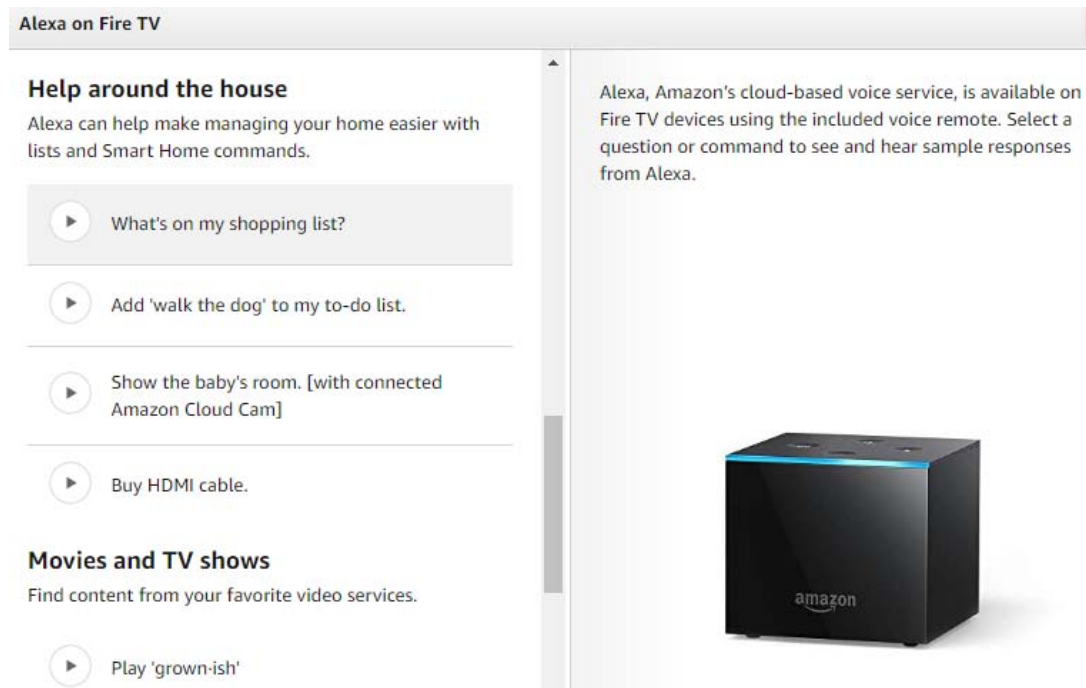 Alexa on Fire TV
Help around the house
Alexa can help make managing your home easier with
lists and Smart Home commands.
What's on my shopping list?
Add 'walk the dog' to my to-do list.
Show the baby's room. [with connected
Amazon Cloud Cam]
Buy HDMI cable.
Movies and TV shows
Find content from your favorite video services.
Play 'grown-ish'
Alexa, Amazon's cloud-based voice service, is available on
Fire TV devices using the included voice remote. Select a
question or command to see and hear sample responses
from Alexa.
amazon